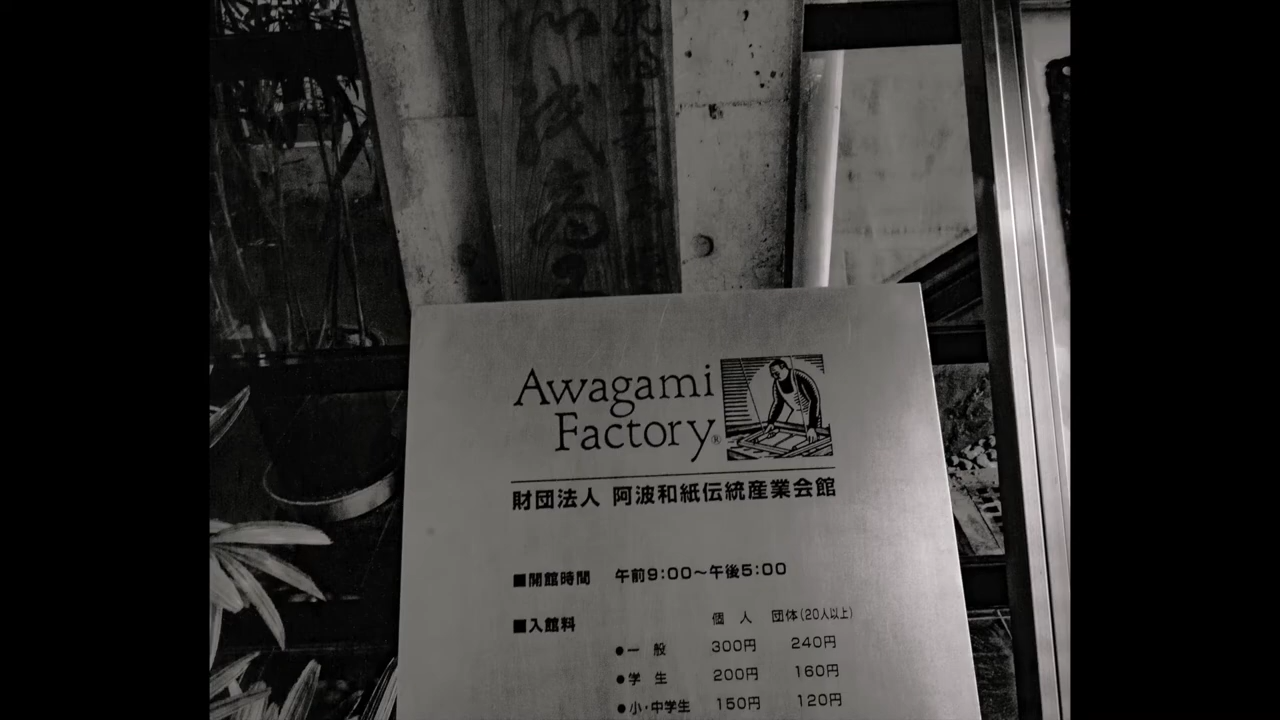 Awagami
Factory®
財団法人 阿波和紙伝統産業会館
■開館時間 午前9:00～午後5:00
■入館料 個 人 団体(20人以上)
●一 般 300円 240円
●学 生 200円 160円
●小・中学生 150円 120円